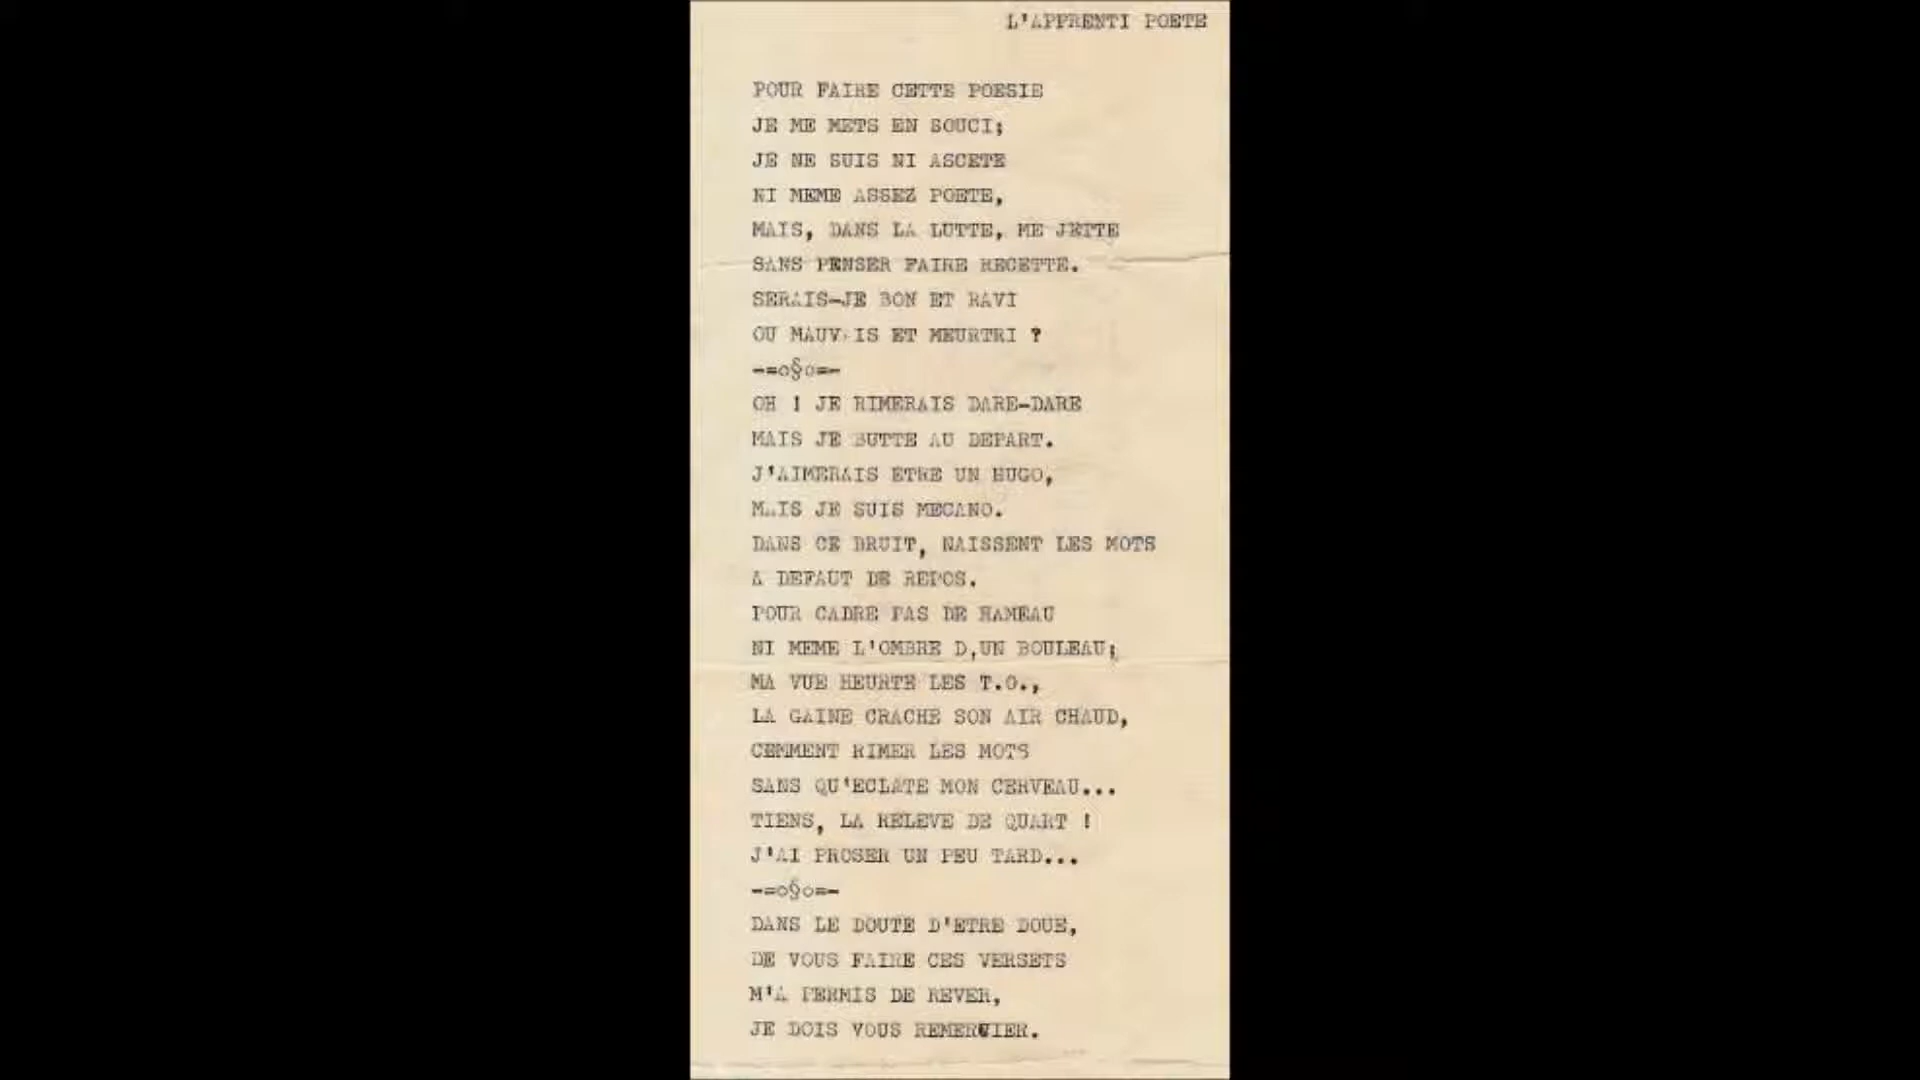 L'APPRENTI POETE
POUR FAIRE CETTE POESIE
JE ME METS EN SOUCI;
JE NE SUIS NI ASCETE
NI MEME ASSEZ POETE,
MAIS, DANS LA LUTTE, ME JETTE
SANS PENSER FAIRE RECETTE.
SERAIS-JE BON ET RAVI
OU MAUVAIS ET MEURTRI ?
-=o§o=-
OH ! JE RIMERAIS DARE-DARE
MAIS JE BUTTE AU DEPART.
J'AIMERAIS ETRE UN HUGO,
MAIS JE SUIS MECANO.
DANS CE BRUIT, NAISSENT LES MOTS
A DEFAUT DE REPOS.
POUR CADRE PAS DE HAMEAU
NI MEME L'OMBRE D,UN BOULEAU;
MA VUE HEURTE LES T.O.,
LA GAINE CRACHE SON AIR CHAUD,
CEMMENT RIMER LES MOTS
SANS QU'ECLATE MON CERVEAU...
TIENS, LA RELEVE DE QUART !
J'AI PROSER UN PEU TARD...
-=o§o=-
DANS LE DOUTE D'ETRE DOUE,
DE VOUS FAIRE CES VERSETS
M'A PERMIS DE REVER,
JE DOIS VOUS REMERCIER.